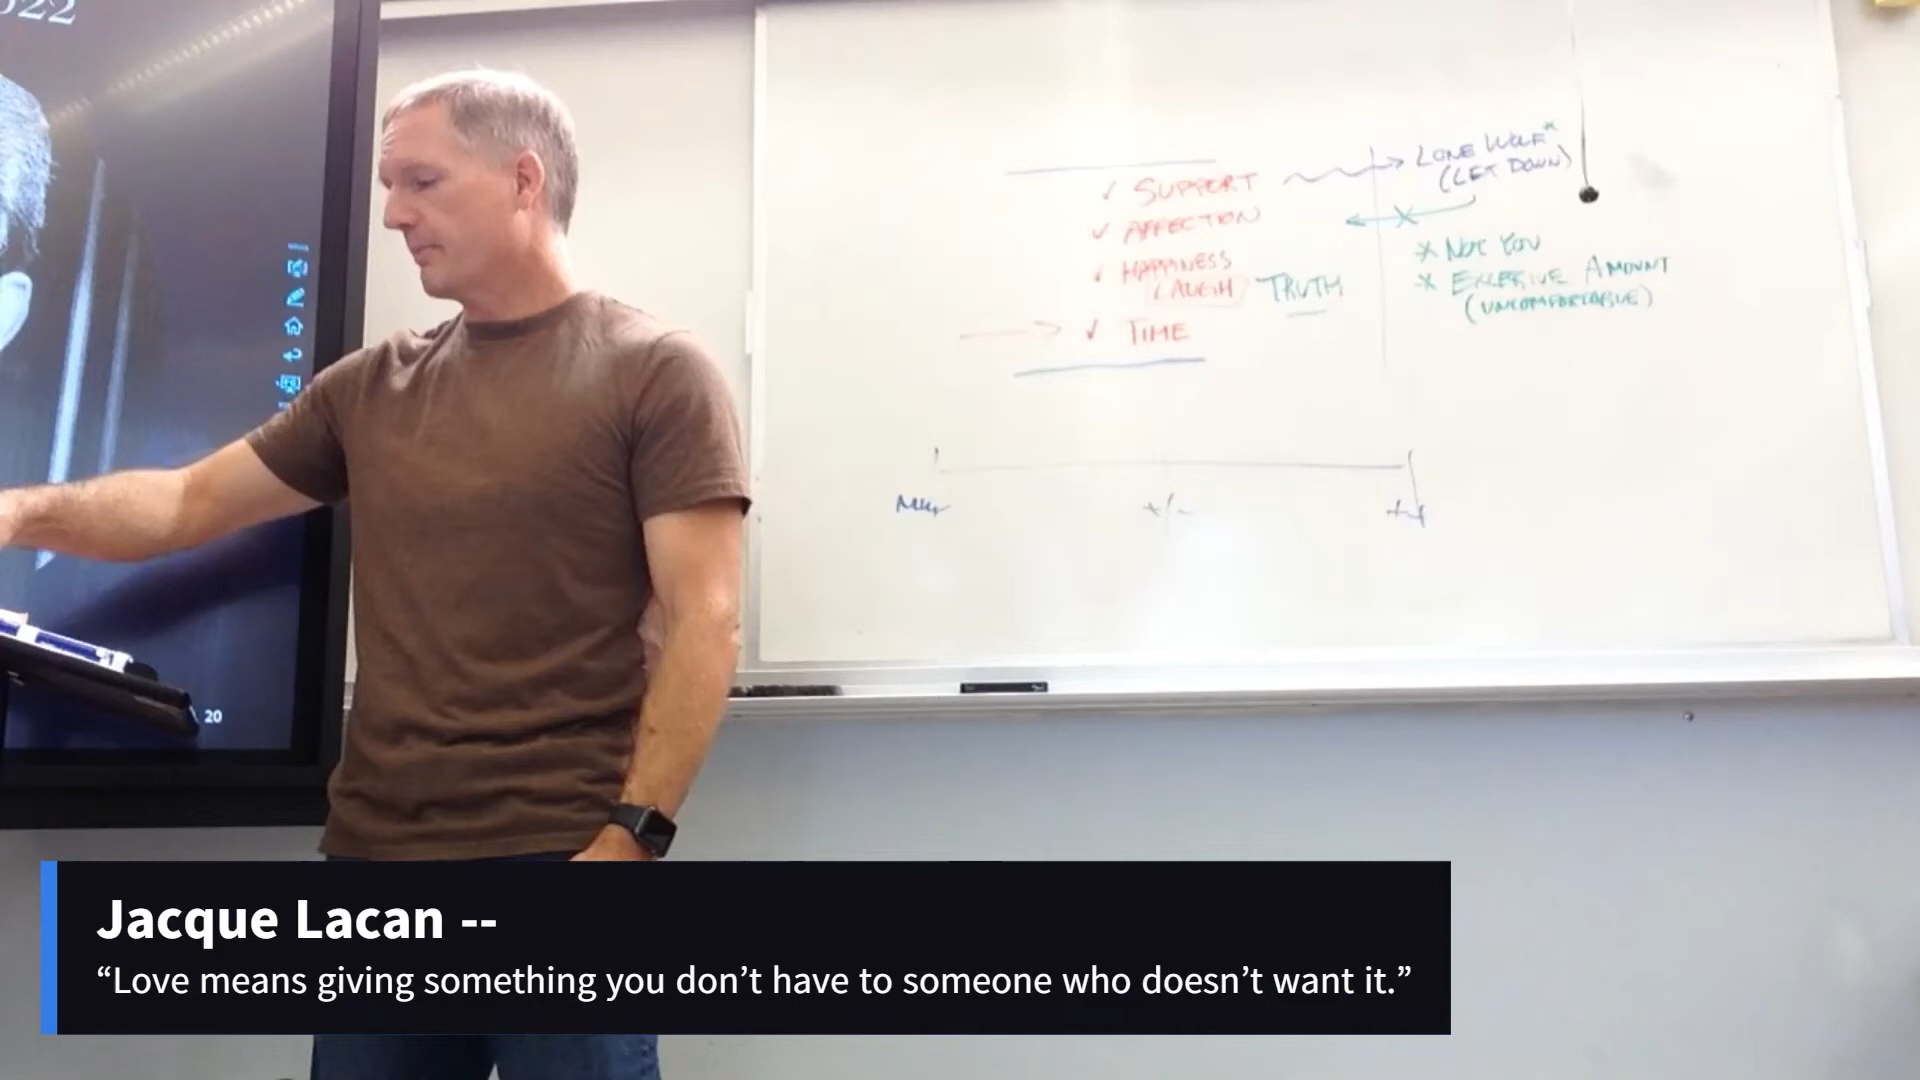 022
LONE WOLF*
(LET DOWN)
✓ SUPPORT
✓ AFFECTION
✓ HAPPINESS
LAUGH
TRUTH
✓ TIME
* NOT YOU
* EXCESSIVE AMOUNT
(UNCOMFORTABLE)
+/-
20
Jacque Lacan --
“Love means giving something you don’t have to someone who doesn’t want it.”